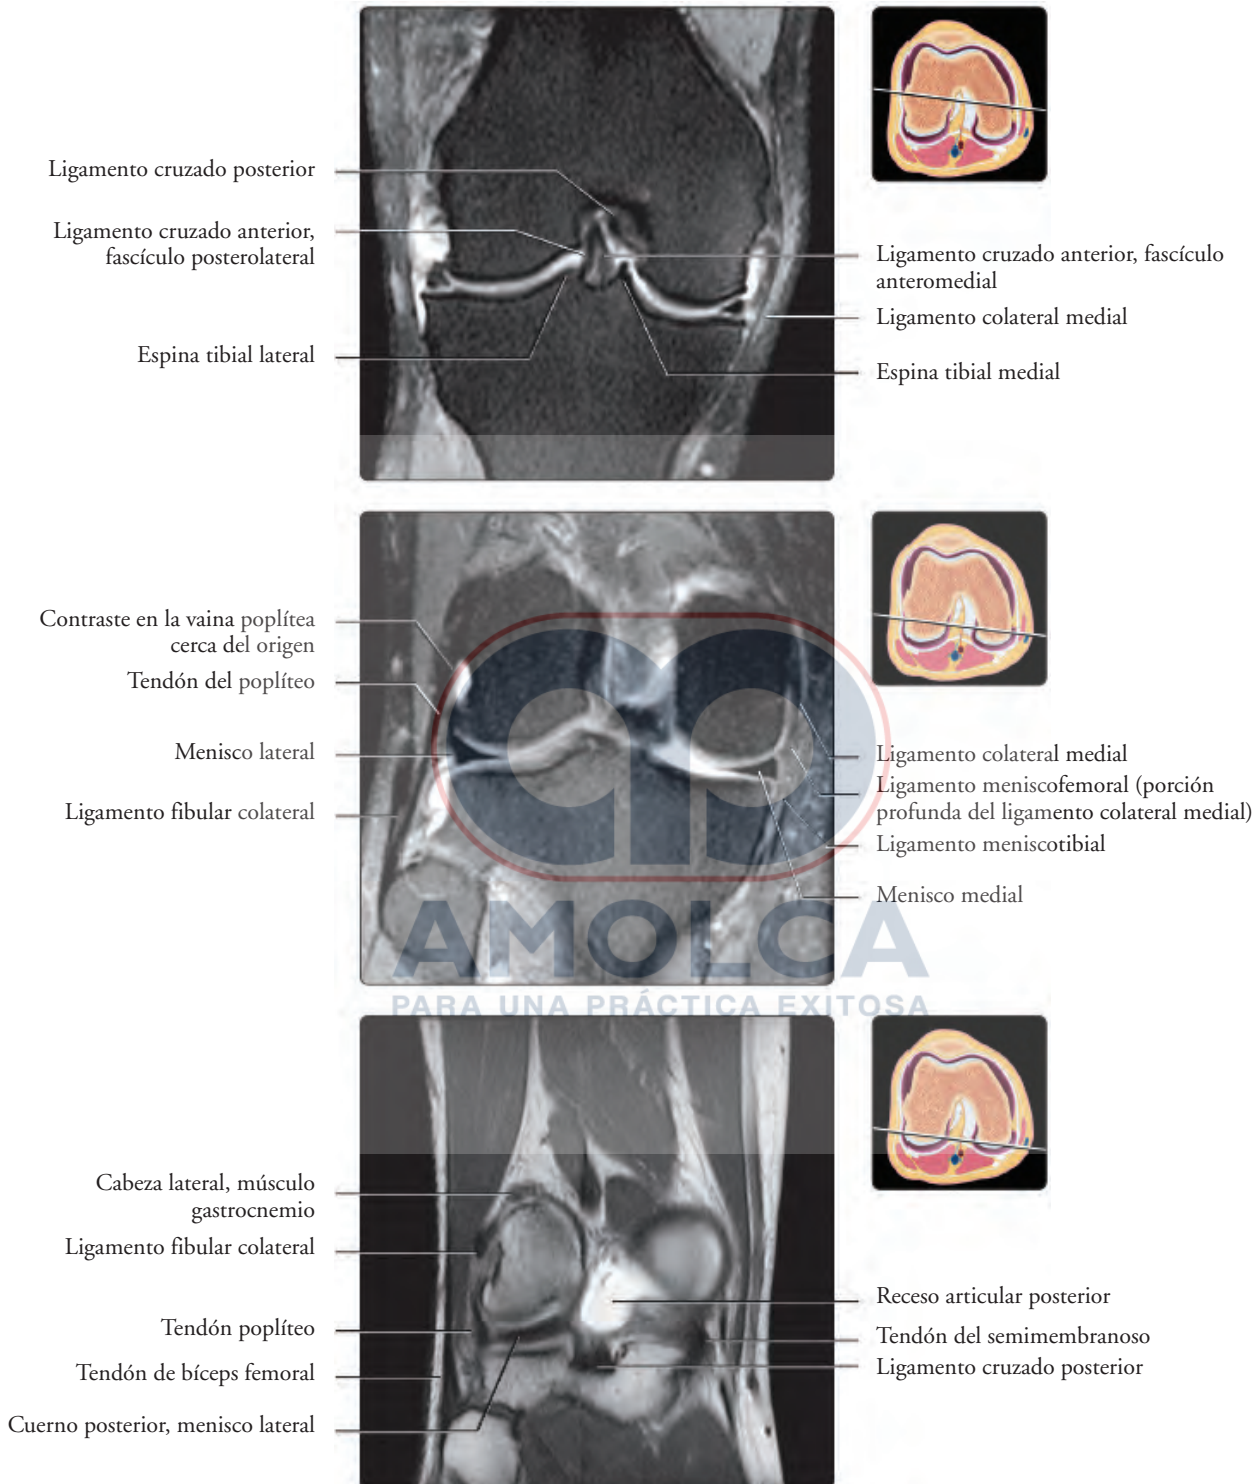 Ligamento cruzado posterior
Ligamento cruzado anterior,
fascículo posterolateral
Espina tibial lateral
Ligamento cruzado anterior, fascículo
anteromedial
Ligamento colateral medial
Espina tibial medial
Contraste en la vaina poplítea
cerca del origen
Tendón del poplíteo
Menisco lateral
Ligamento fibular colateral
Ligamento colateral medial
Ligamento meniscofemoral (porción
profunda del ligamento colateral medial)
Ligamento meniscotibial
Menisco medial
AMOLCA
PARA UNA PRÁCTICA EXITOSA
Cabeza lateral, músculo
gastrocnemio
Ligamento fibular colateral
Tendón poplíteo
Tendón de bíceps femoral
Cuerno posterior, menisco lateral
Receso articular posterior
Tendón del semimembranoso
Ligamento cruzado posterior